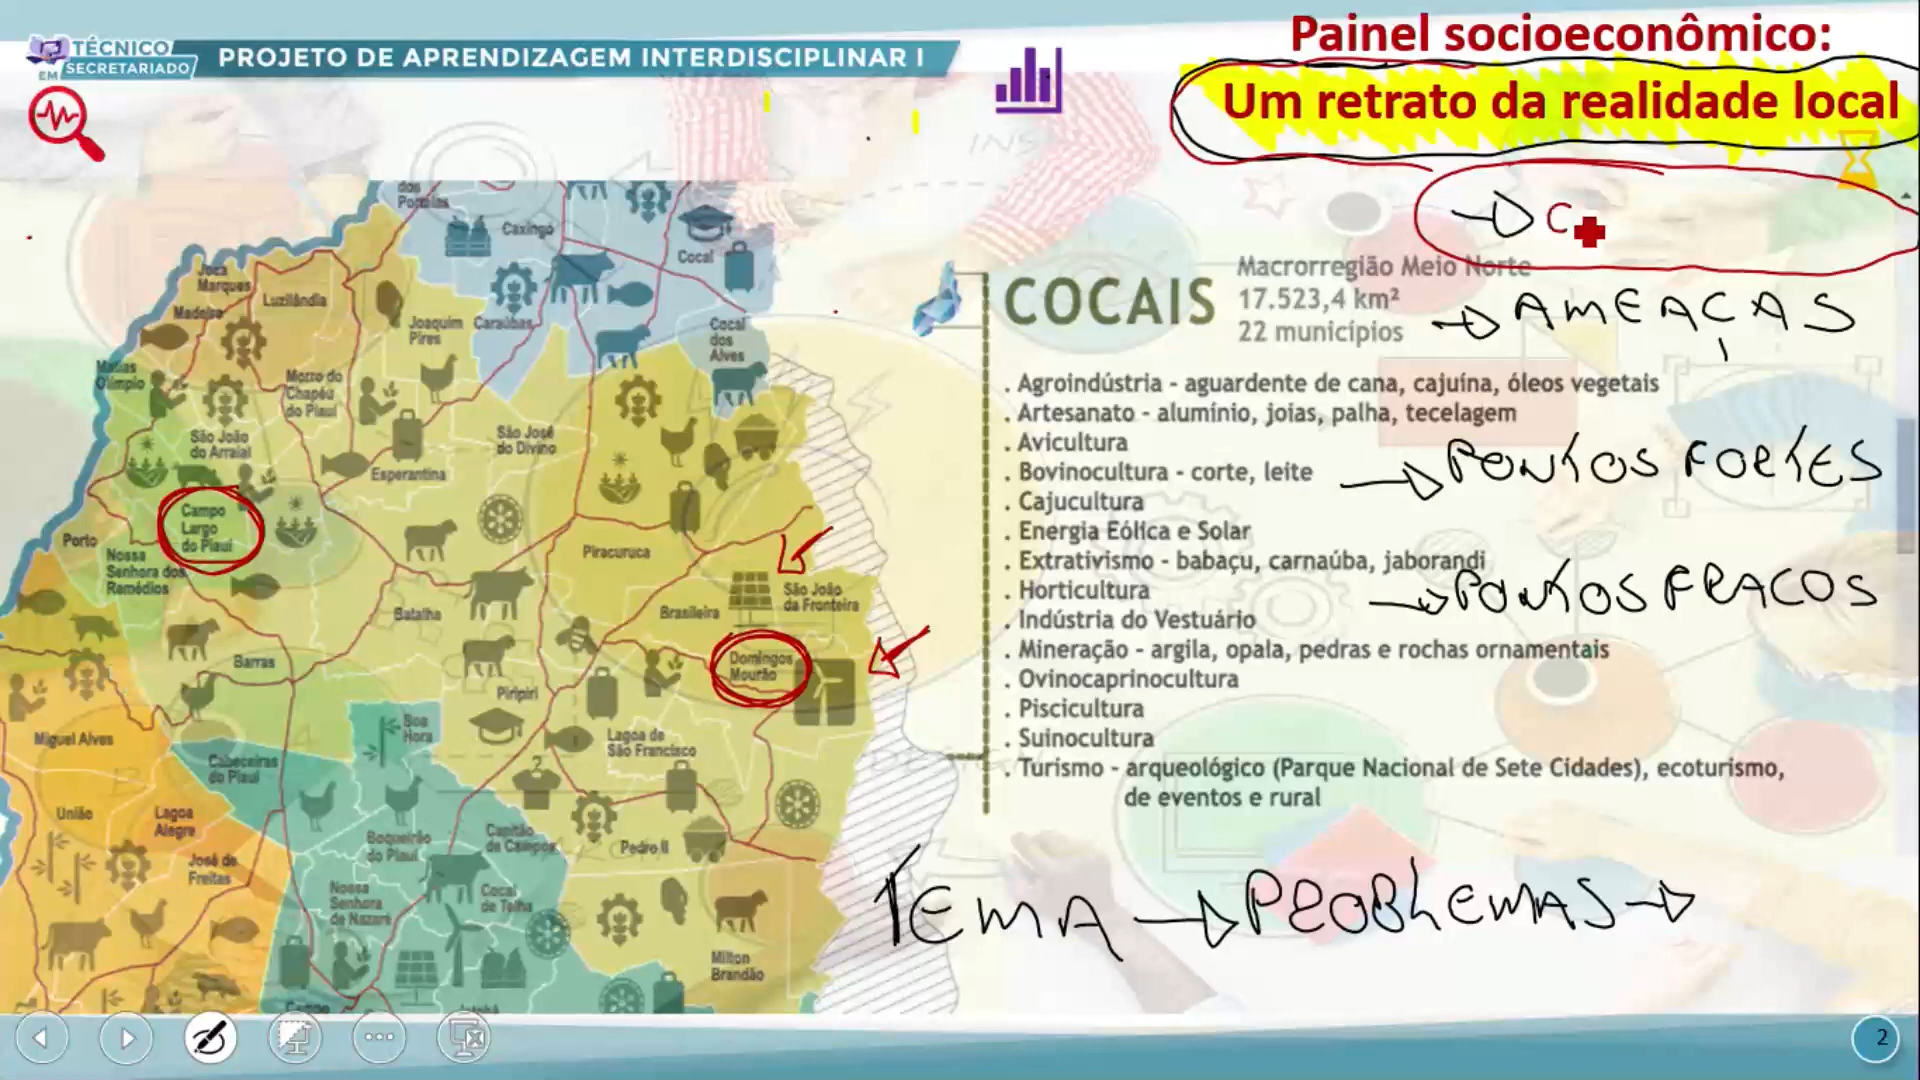 TÉCNICO
EM SECRETARIADO
PROJETO DE APRENDIZAGEM INTERDISCIPLINAR I
Painel socioeconômico:
Um retrato da realidade local
C
COCAIS
Macrorregião Meio Norte
17.523,4 km²
22 municípios
AMEAÇAS
. Agroindústria - aguardente de cana, cajuína, óleos vegetais
. Artesanato - alumínio, joias, palha, tecelagem
. Avicultura
. Bovinocultura - corte, leite
PONTOS FORTES
. Cajucultura
. Energia Eólica e Solar
. Extrativismo - babaçu, carnaúba, jaborandi
. Horticultura
PONTOS FRACOS
. Indústria do Vestuário
. Mineração - argila, opala, pedras e rochas ornamentais
. Ovinocaprinocultura
. Piscicultura
. Suinocultura
. Turismo - arqueológico (Parque Nacional de Sete Cidades), ecoturismo,
de eventos e rural
TEMA PROBLEMAS
dos
Caxingó
Cocal
Joca
Marques
Luzilândia
Madeiro
Joaquim
Pires
Caraúbas
Cocal
dos
Alves
Matias
Olímpio
Morro do
Chapéu
do Piauí
São João
do Arraial
São José
do Divino
Esperantina
Campo
Largo
do Piauí
Porto
Nossa
Senhora dos
Remédios
Piracuruca
São João
da Fronteira
Brasileira
Batalha
Domingos
Mourão
Barras
Piripiri
Boa
Hora
Lagoa de
São Francisco
Miguel Alves
Cabeceiras
do Piauí
União
Lagoa
Alegre
José de
Freitas
Boqueirão
do Piauí
Capitão
de Campos
Pedro II
Nossa
Senhora
de Nazaré
Cocal
de Telha
Milton
Brandão
Campo
2